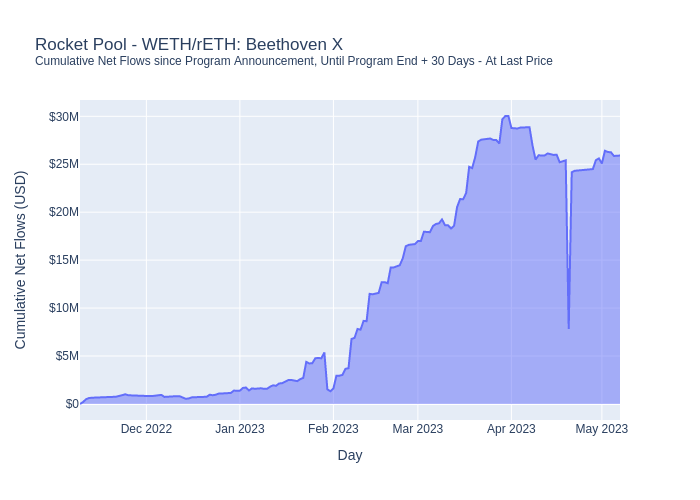 Rocket Pool - WETH/rETH: Beethoven X
Cumulative Net Flows since Program Announcement, Until Program End + 30 Days - At Last Price
$30M
$25M
$20M
$15M
$10M
$5M
$0
Cumulative Net Flows (USD)
Dec 2022
Jan 2023
Feb 2023
Mar 2023
Apr 2023
May 2023
Day